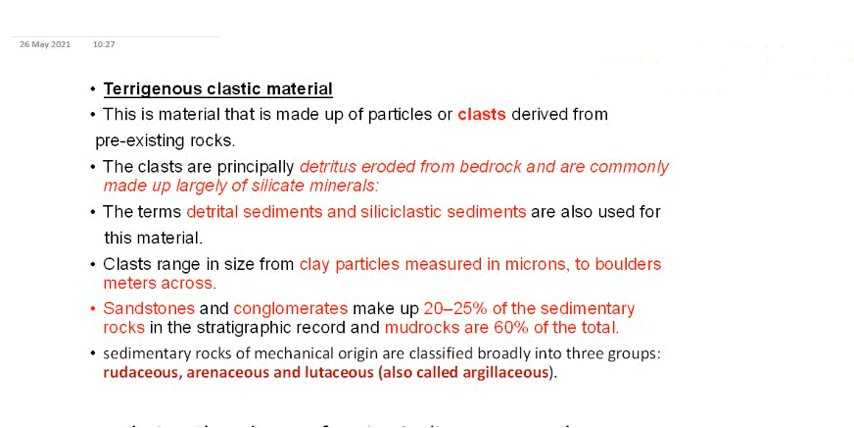 26 May 2021 10:27
• Terrigenous clastic material
• This is material that is made up of particles or clasts derived from
pre-existing rocks.
• The clasts are principally detritus eroded from bedrock and are commonly
made up largely of silicate minerals:
• The terms detrital sediments and siliciclastic sediments are also used for
this material.
• Clasts range in size from clay particles measured in microns, to boulders
meters across.
• Sandstones and conglomerates make up 20–25% of the sedimentary
rocks in the stratigraphic record and mudrocks are 60% of the total.
• sedimentary rocks of mechanical origin are classified broadly into three groups:
rudaceous, arenaceous and lutaceous (also called argillaceous).